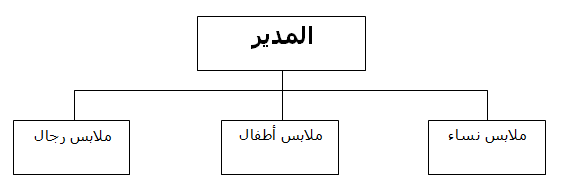 المدير
ملابس نساء
ملابس أطفال
ملابس رجال